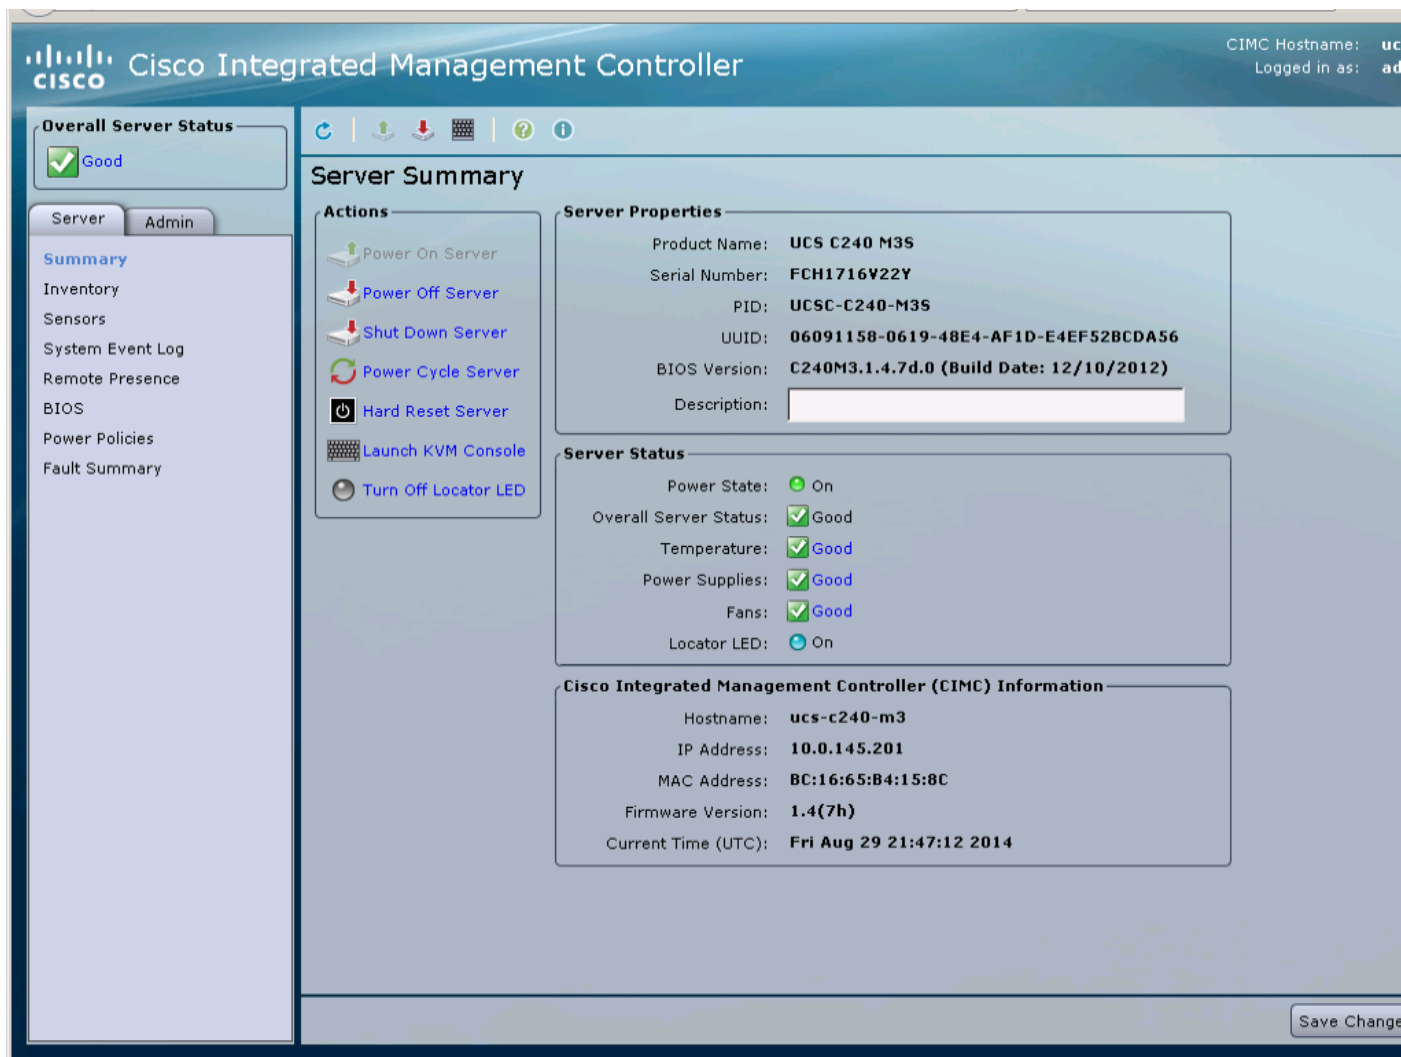 CISCO
Cisco Integrated Management Controller
CIMC Hostname: uc
Logged in as: ad
Overall Server Status
Good
Server
Admin
Summary
Inventory
Sensors
System Event Log
Remote Presence
BIOS
Power Policies
Fault Summary
Server Summary
Actions
Power On Server
Power Off Server
Shut Down Server
Power Cycle Server
Hard Reset Server
Launch KVM Console
Turn Off Locator LED
Server Properties
Product Name: UCS C240 M3S
Serial Number: FCH1716V22Y
PID: UCSC-C240-M3S
UUID: 06091158-0619-48E4-AF1D-E4EF52BCDA56
BIOS Version: C240M3.1.4.7d.0 (Build Date: 12/10/2012)
Description:
Server Status
Power State: On
Overall Server Status: Good
Temperature: Good
Power Supplies: Good
Fans: Good
Locator LED: On
Cisco Integrated Management Controller (CIMC) Information
Hostname: ucs-c240-m3
IP Address: 10.0.145.201
MAC Address: BC:16:65:B4:15:8C
Firmware Version: 1.4(7h)
Current Time (UTC): Fri Aug 29 21:47:12 2014
Save Change